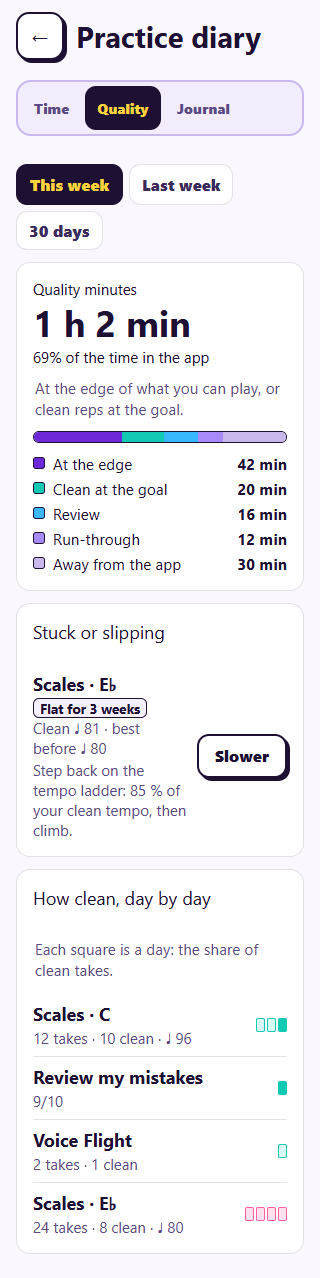 ←
Practice diary
Time Quality Journal
This week Last week
30 days
Quality minutes
1 h 2 min
69% of the time in the app
At the edge of what you can play, or
clean reps at the goal.
At the edge 42 min
Clean at the goal 20 min
Review 16 min
Run-through 12 min
Away from the app 30 min
Stuck or slipping
Scales · E♭
Flat for 3 weeks
Clean ♩ 81 · best
before ♩ 80
Step back on the
tempo ladder: 85 % of
your clean tempo, then
climb.
Slower
How clean, day by day
Each square is a day: the share of
clean takes.
Scales · C
12 takes · 10 clean · ♩ 96
Review my mistakes
9/10
Voice Flight
2 takes · 1 clean
Scales · E♭
24 takes · 8 clean · ♩ 80